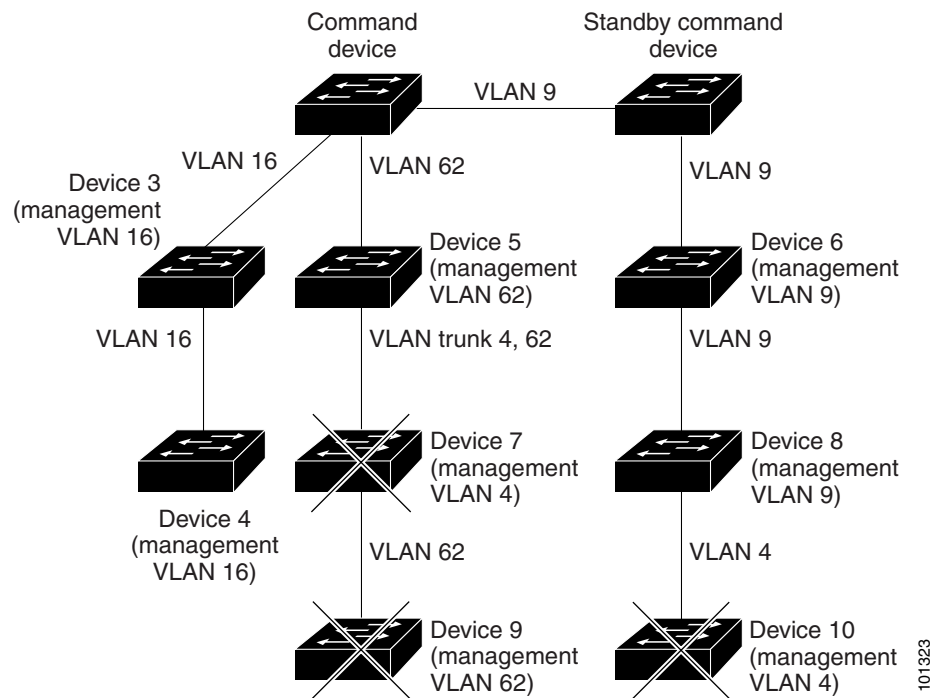 Command
device
Standby command
device
VLAN 9
VLAN 16
VLAN 62
VLAN 9
Device 3
(management
VLAN 16)
Device 5
(management
VLAN 62)
Device 6
(management
VLAN 9)
VLAN 16
VLAN trunk 4, 62
VLAN 9
Device 7
(management
VLAN 4)
Device 8
(management
VLAN 9)
Device 4
(management
VLAN 16)
VLAN 62
VLAN 4
Device 9
(management
VLAN 62)
Device 10
(management
VLAN 4)
101323